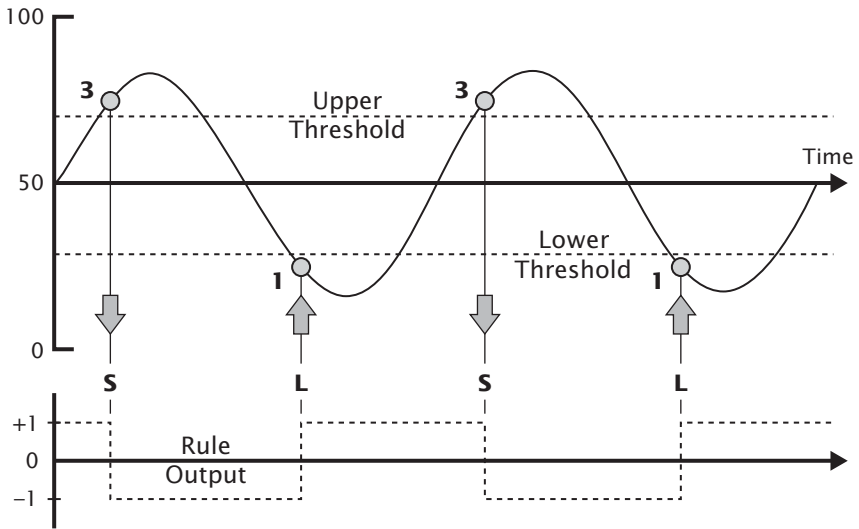 100
3
3
Upper
Threshold
Time
50
Lower
Threshold
1
1
0
S L S L
+1
Rule
0
Output
−1